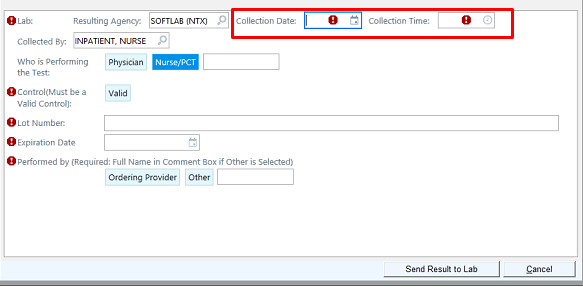 Lab: Resulting Agency: SOFTLAB (NTX) Collection Date: Collection Time:
Collected By: INPATIENT, NURSE
Who is Performing the Test: Physician Nurse/PCT
Control(Must be a Valid Control): Valid
Lot Number:
Expiration Date
Performed by (Required: Full Name in Comment Box if Other is Selected)
Ordering Provider Other
Send Result to Lab Cancel